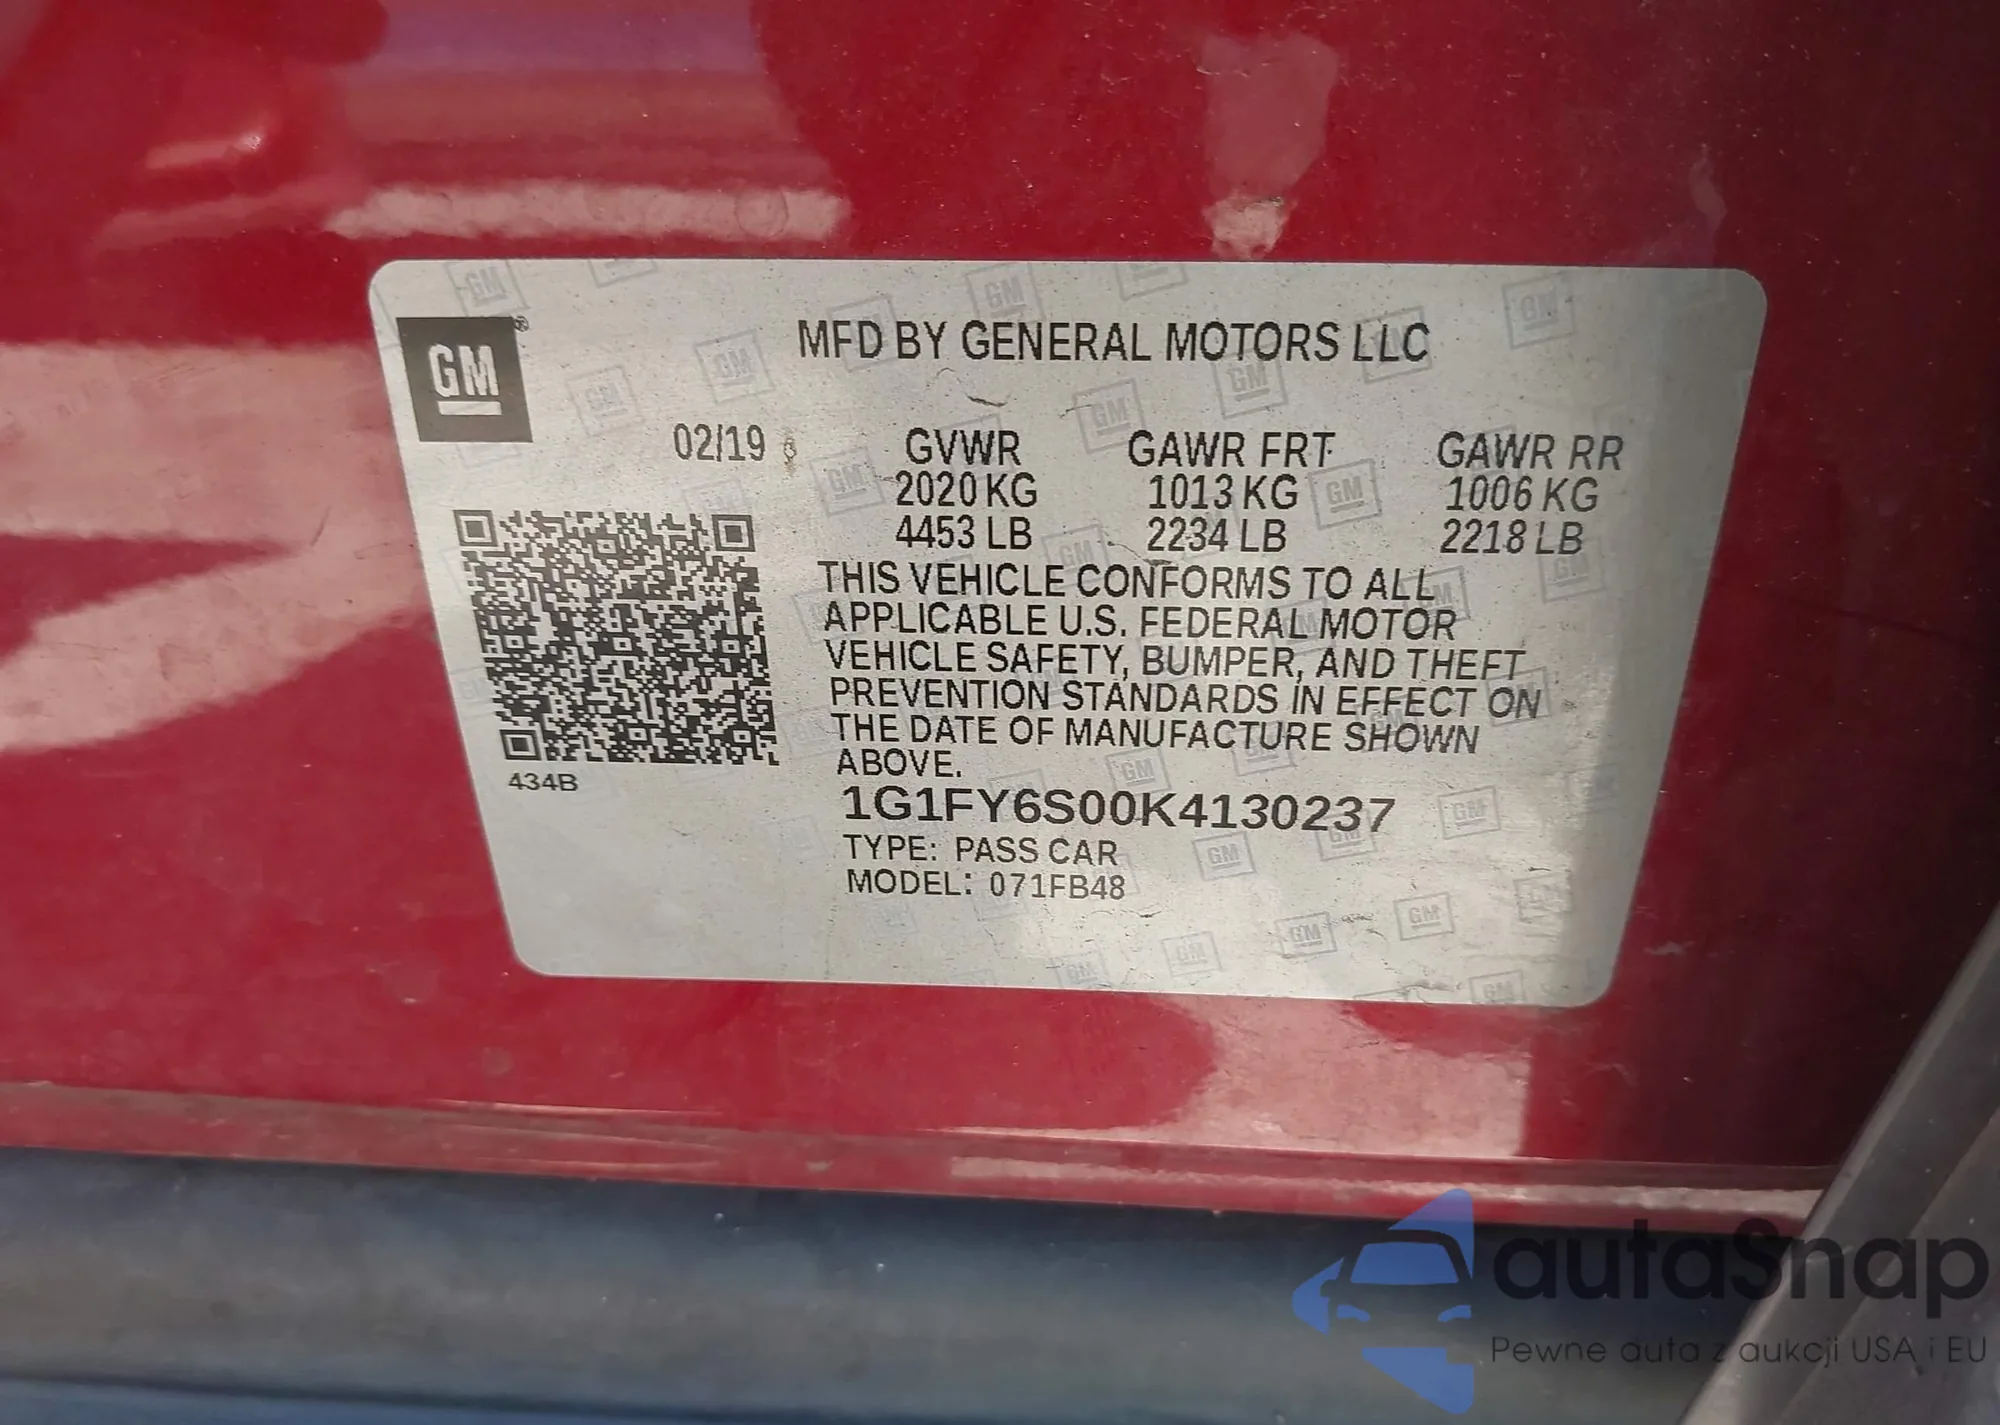 GM®
MFD BY GENERAL MOTORS LLC
02/19
GVWR GAWR FRT GAWR RR
2020 KG 1013 KG 1006 KG
4453 LB 2234 LB 2218 LB
THIS VEHICLE CONFORMS TO ALL
APPLICABLE U.S. FEDERAL MOTOR
VEHICLE SAFETY, BUMPER, AND THEFT
PREVENTION STANDARDS IN EFFECT ON
THE DATE OF MANUFACTURE SHOWN
ABOVE.
434B
1G1FY6S00K4130237
TYPE: PASS CAR
MODEL: 071FB48
autaSnap
Pewne auta z aukcji USA i EU